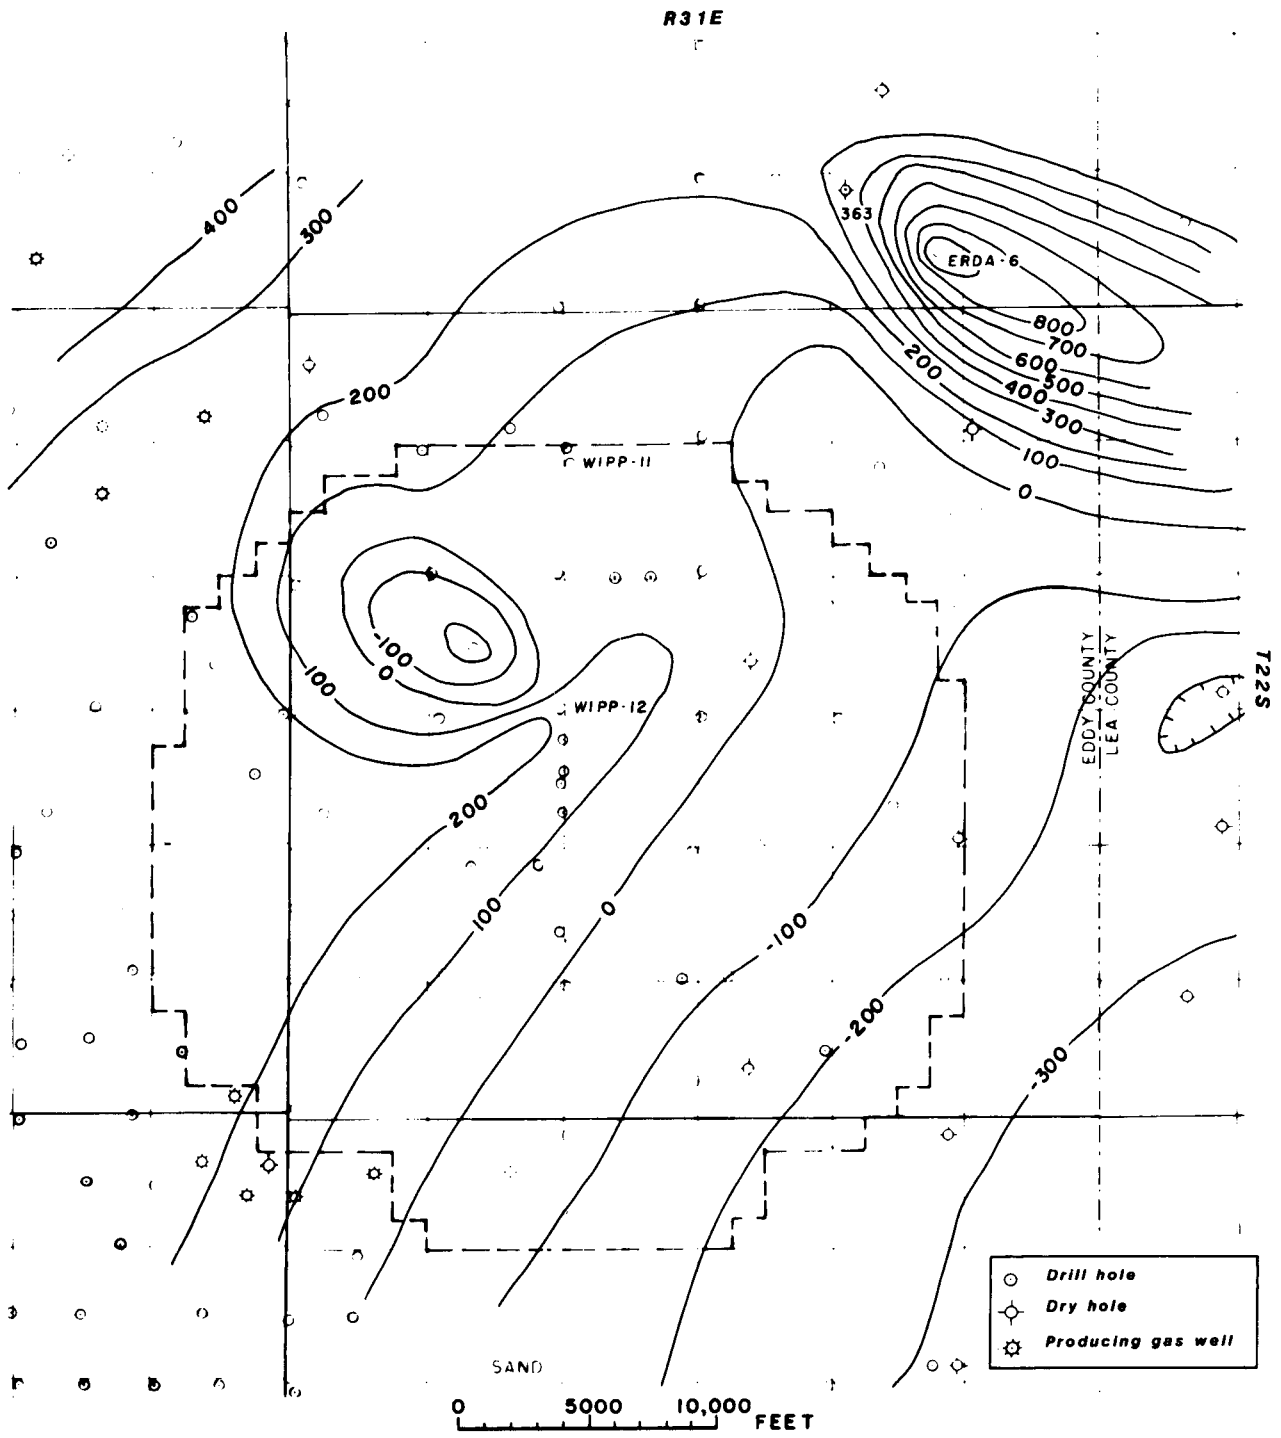 R31E
400
300
363
ERDA-6
800
700
600
500
400
300
200
100
0
200
WIPP-11
-100
0
100
WIPP-12
EDDY COUNTY
LEA COUNTY
T22S
200
100
0
-100
-200
-300
Drill hole
Dry hole
Producing gas well
SAND
0 5000 10,000
FEET